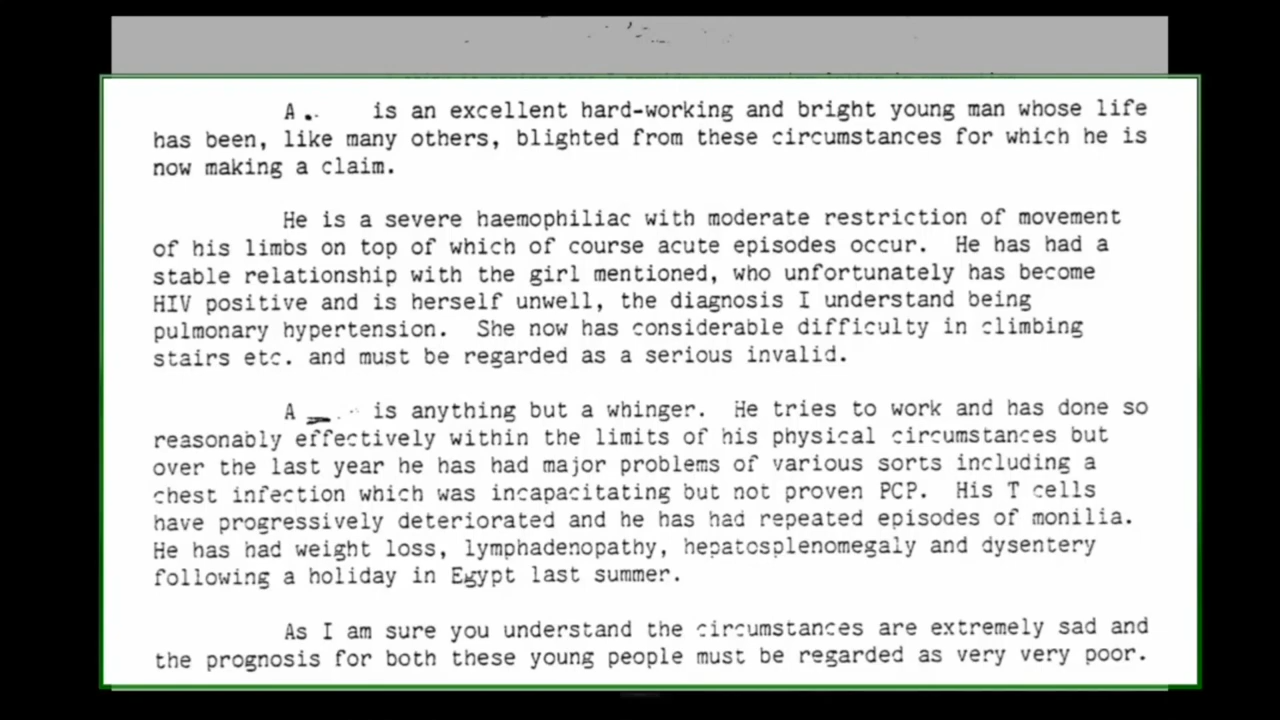 A.. is an excellent hard-working and bright young man whose life
has been, like many others, blighted from these circumstances for which he is
now making a claim.
He is a severe haemophiliac with moderate restriction of movement
of his limbs on top of which of course acute episodes occur. He has had a
stable relationship with the girl mentioned, who unfortunately has become
HIV positive and is herself unwell, the diagnosis I understand being
pulmonary hypertension. She now has considerable difficulty in climbing
stairs etc. and must be regarded as a serious invalid.
A is anything but a whinger. He tries to work and has done so
reasonably effectively within the limits of his physical circumstances but
over the last year he has had major problems of various sorts including a
chest infection which was incapacitating but not proven PCP. His T cells
have progressively deteriorated and he has had repeated episodes of monilia.
He has had weight loss, lymphadenopathy, hepatosplenomegaly and dysentery
following a holiday in Egypt last summer.
As I am sure you understand the circumstances are extremely sad and
the prognosis for both these young people must be regarded as very very poor.